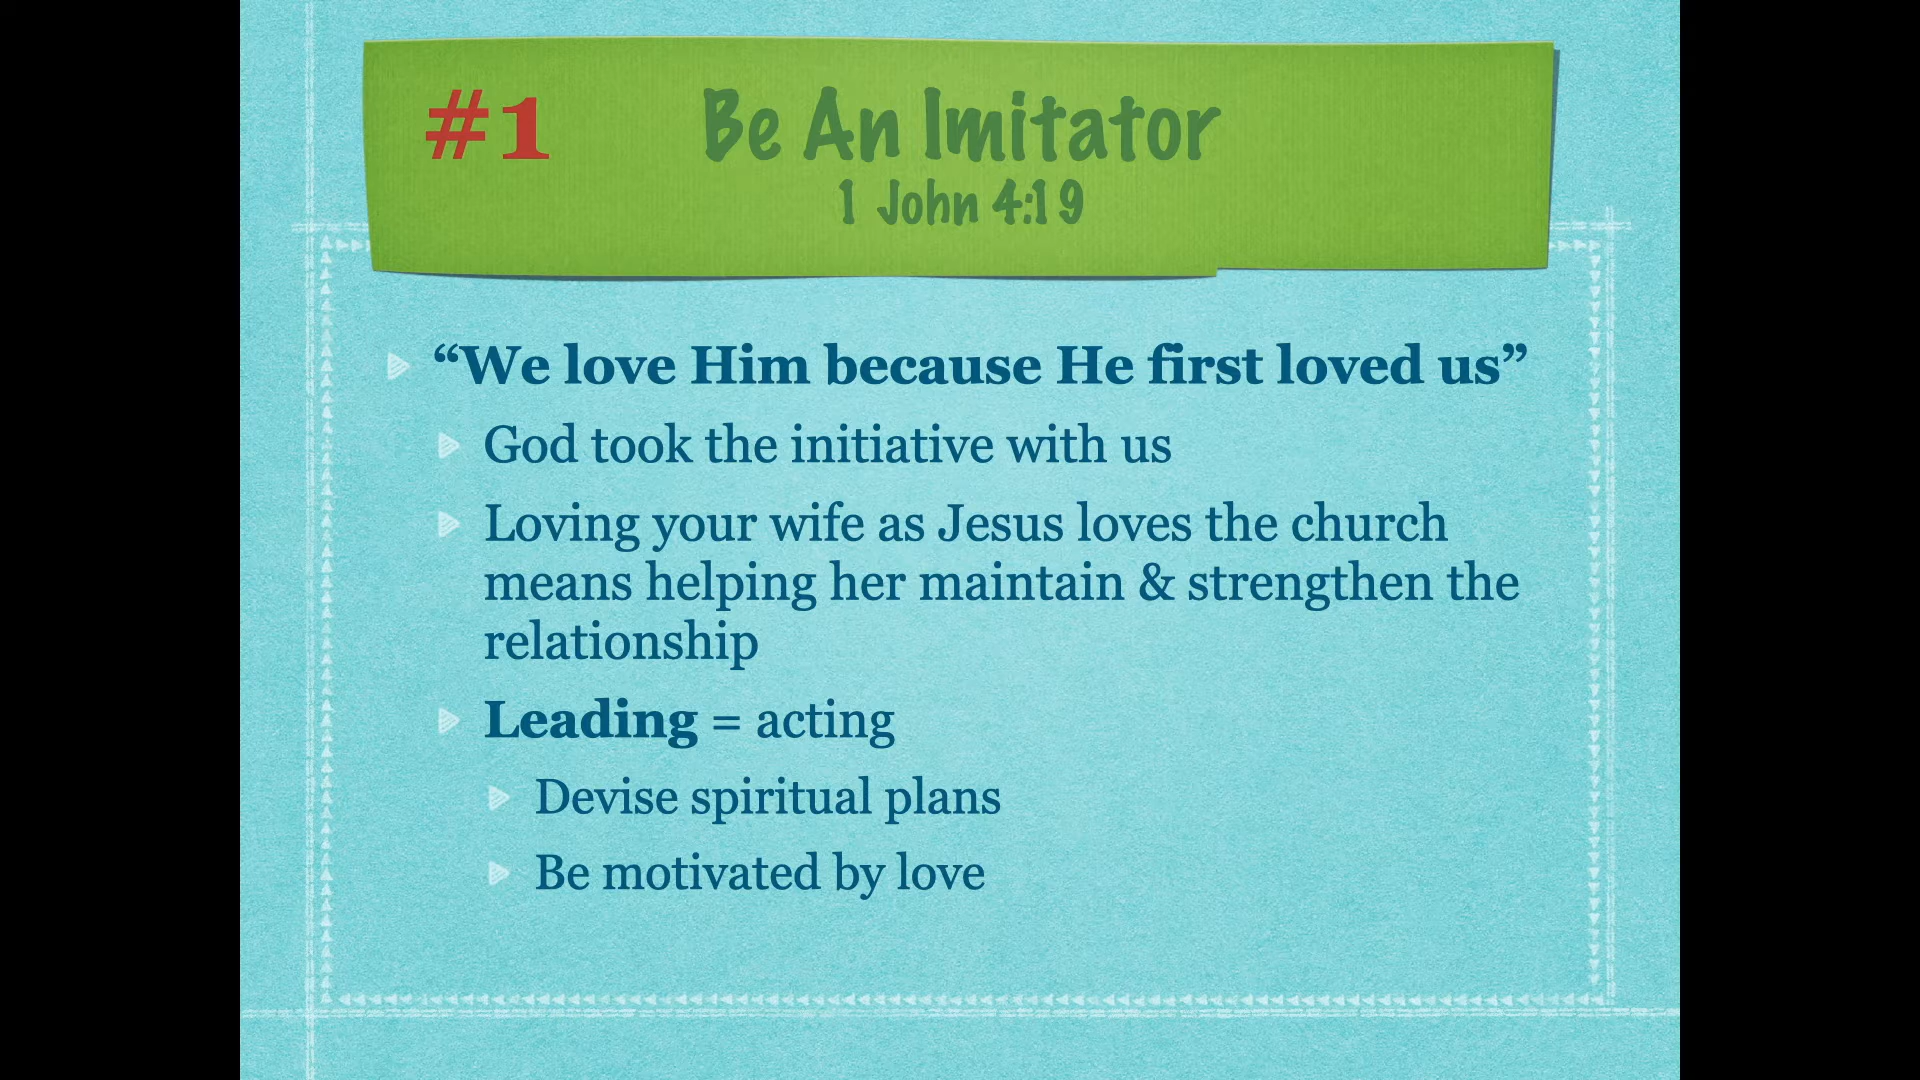 #1 Be An Imitator
1 John 4:19
“We love Him because He first loved us”
God took the initiative with us
Loving your wife as Jesus loves the church
means helping her maintain & strengthen the
relationship
Leading = acting
Devise spiritual plans
Be motivated by love